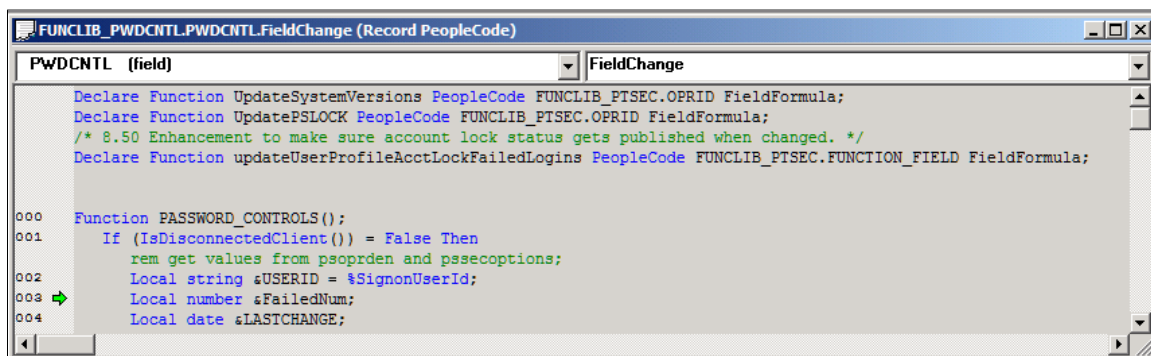 FUNCLIB_PWDCNTL.PWDCNTL.FieldChange (Record PeopleCode)
PWDCNTL (field) FieldChange
Declare Function UpdateSystemVersions PeopleCode FUNCLIB_PTSEC.OPRID FieldFormula;
Declare Function UpdatePSLOCK PeopleCode FUNCLIB_PTSEC.OPRID FieldFormula;
/* 8.50 Enhancement to make sure account lock status gets published when changed. */
Declare Function updateUserProfileAcctLockFailedLogins PeopleCode FUNCLIB_PTSEC.FUNCTION_FIELD FieldFormula;
000 Function PASSWORD_CONTROLS();
001 If (IsDisconnectedClient()) = False Then
rem get values from psoprden and pssecoptions;
002 Local string &USERID = %SignonUserId;
003 Local number &FailedNum;
004 Local date &LASTCHANGE;